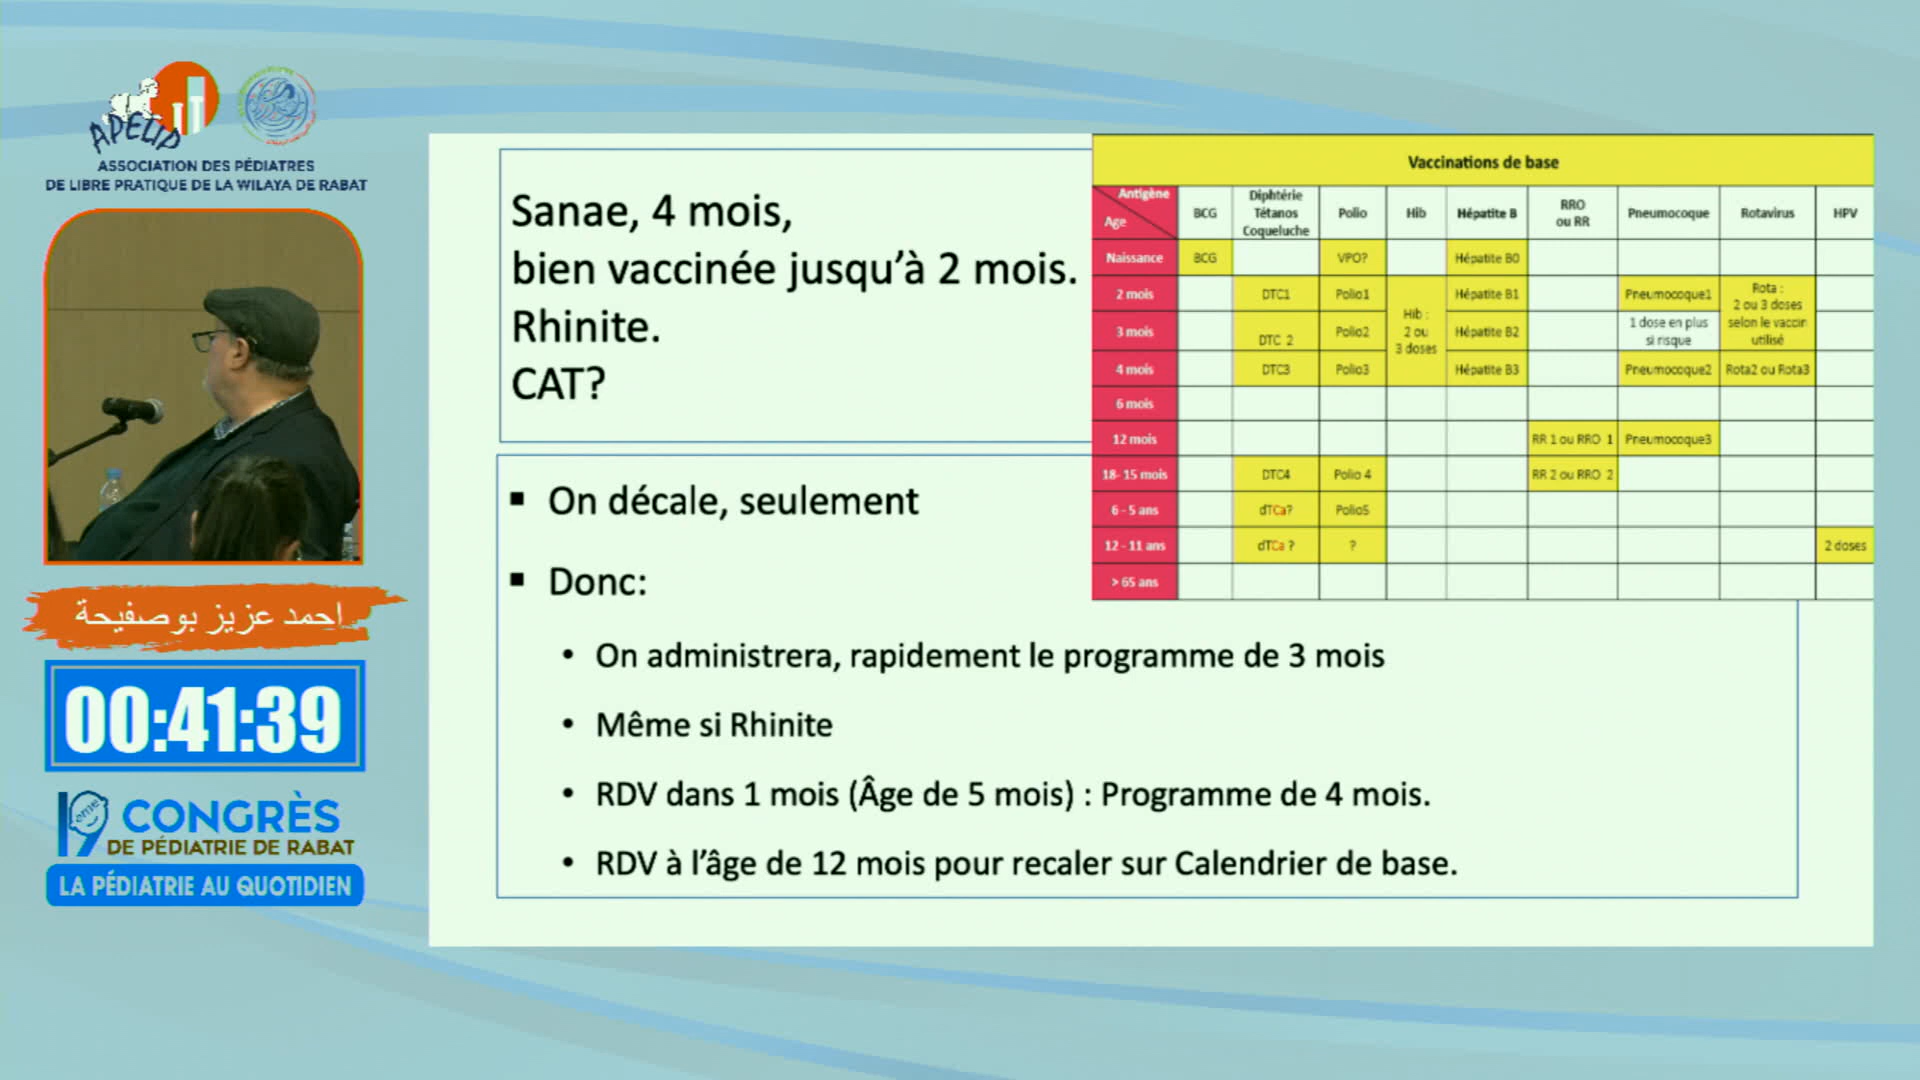 APELIP
ASSOCIATION DES PÉDIATRES
DE LIBRE PRATIQUE DE LA WILAYA DE RABAT
احمد عزيز بوصفيحة
00:41:39
19 ème CONGRÈS
DE PÉDIATRIE DE RABAT
LA PÉDIATRIE AU QUOTIDIEN
Sanae, 4 mois,
bien vaccinée jusqu’à 2 mois.
Rhinite.
CAT?
Vaccinations de base
Antigène
Age
BCG
Diphtérie
Tétanos
Coqueluche
Polio
Hib
Hépatite B
RRO
ou RR
Pneumocoque
Rotavirus
HPV
Naissance
BCG
VPO?
Hépatite B0
2 mois
DTC1
Polio1
Hib :
2 ou
3 doses
Hépatite B1
Pneumocoque1
Rota :
2 ou 3 doses
selon le vaccin
utilisé
3 mois
DTC 2
Polio2
Hépatite B2
1 dose en plus
si risque
4 mois
DTC3
Polio3
Hépatite B3
Pneumocoque2
Rota2 ou Rota3
6 mois
12 mois
RR 1 ou RRO 1
Pneumocoque3
18- 15 mois
DTC4
Polio 4
RR 2 ou RRO 2
6 - 5 ans
dTCa?
Polio5
12 - 11 ans
dTCa ?
?
2 doses
> 65 ans
▪ On décale, seulement
▪ Donc:
• On administrera, rapidement le programme de 3 mois
• Même si Rhinite
• RDV dans 1 mois (Âge de 5 mois) : Programme de 4 mois.
• RDV à l’âge de 12 mois pour recaler sur Calendrier de base.